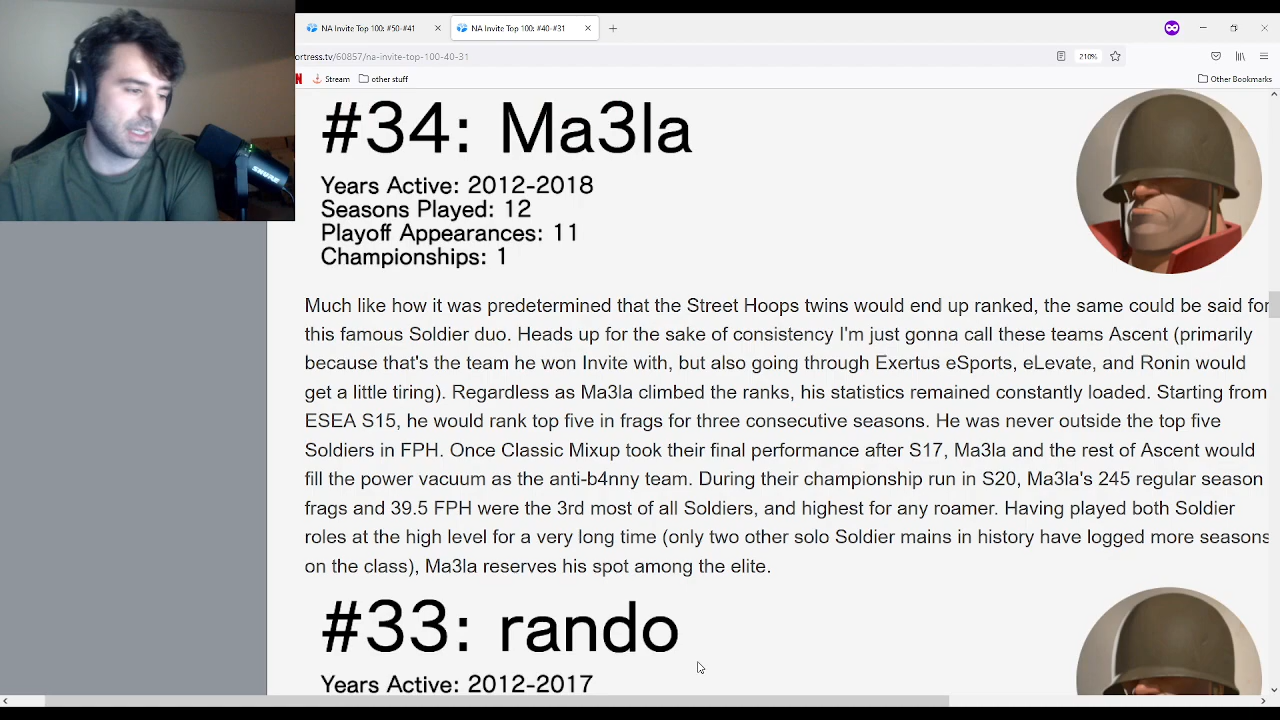 NA Invite Top 100: #50-#41
NA Invite Top 100: #40-#31
ortress.tv/60857/na-invite-top-100-40-31
210%
N
Stream
other stuff
Other Bookmarks
#34: Ma3la
Years Active: 2012-2018
Seasons Played: 12
Playoff Appearances: 11
Championships: 1
Much like how it was predetermined that the Street Hoops twins would end up ranked, the same could be said for
this famous Soldier duo. Heads up for the sake of consistency I'm just gonna call these teams Ascent (primarily
because that's the team he won Invite with, but also going through Exertus eSports, eLevate, and Ronin would
get a little tiring). Regardless as Ma3la climbed the ranks, his statistics remained constantly loaded. Starting from
ESEA S15, he would rank top five in frags for three consecutive seasons. He was never outside the top five
Soldiers in FPH. Once Classic Mixup took their final performance after S17, Ma3la and the rest of Ascent would
fill the power vacuum as the anti-b4nny team. During their championship run in S20, Ma3la's 245 regular season
frags and 39.5 FPH were the 3rd most of all Soldiers, and highest for any roamer. Having played both Soldier
roles at the high level for a very long time (only two other solo Soldier mains in history have logged more seasons
on the class), Ma3la reserves his spot among the elite.
#33: rando
Years Active: 2012-2017
SHURE